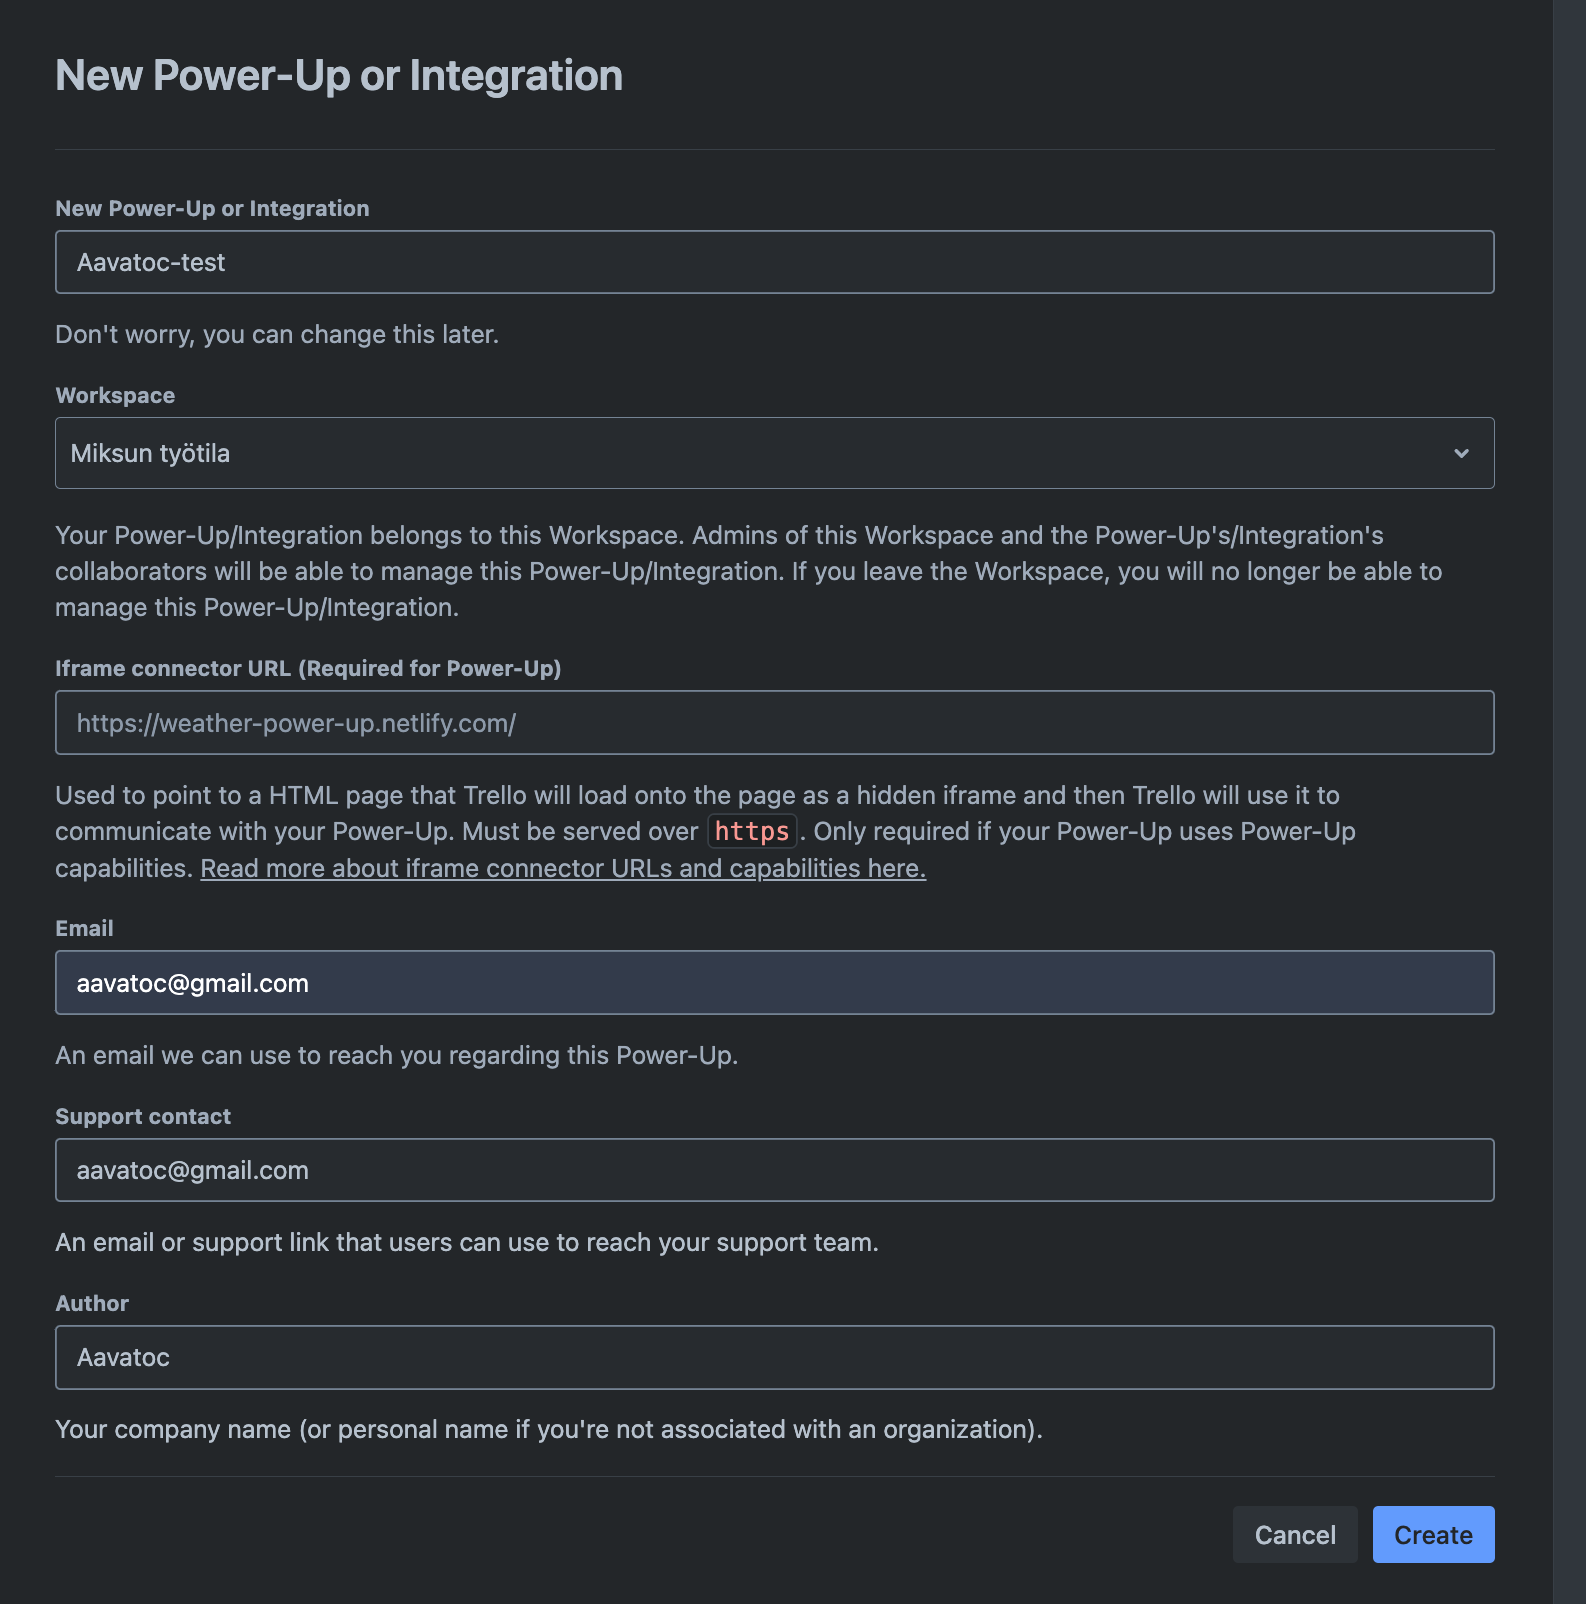 New Power-Up or Integration
New Power-Up or Integration
Aavatoc-test
Don't worry, you can change this later.
Workspace
Miksun työtila
Your Power-Up/Integration belongs to this Workspace. Admins of this Workspace and the Power-Up's/Integration's
collaborators will be able to manage this Power-Up/Integration. If you leave the Workspace, you will no longer be able to
manage this Power-Up/Integration.
Iframe connector URL (Required for Power-Up)
https://weather-power-up.netlify.com/
Used to point to a HTML page that Trello will load onto the page as a hidden iframe and then Trello will use it to
communicate with your Power-Up. Must be served over https. Only required if your Power-Up uses Power-Up
capabilities. Read more about iframe connector URLs and capabilities here.
Email
aavatoc@gmail.com
An email we can use to reach you regarding this Power-Up.
Support contact
aavatoc@gmail.com
An email or support link that users can use to reach your support team.
Author
Aavatoc
Your company name (or personal name if you're not associated with an organization).
Cancel Create